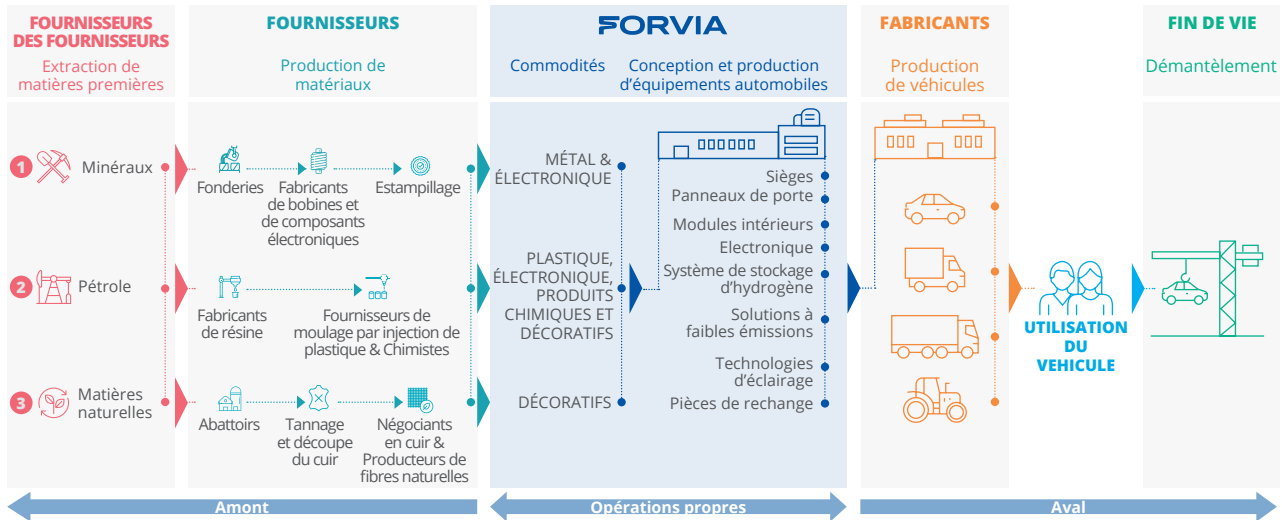 FOURNISSEURS
DES FOURNISSEURS
Extraction de
matières premières
FOURNISSEURS
Production de
matériaux
FORVIA
Commodités
Conception et production
d'équipements automobiles
FABRICANTS
Production
de véhicules
FIN DE VIE
Démantèlement
1
Minéraux
Fonderies
Fabricants
de bobines et
de composants
électroniques
Estampillage
MÉTAL &
ÉLECTRONIQUE
2
Pétrole
Fabricants
de résine
Fournisseurs de
moulage par injection de
plastique & Chimistes
PLASTIQUE,
ÉLECTRONIQUE,
PRODUITS
CHIMIQUES ET
DÉCORATIFS
3
Matières
naturelles
Abattoirs
Tannage
et découpe
du cuir
Négociants
en cuir &
Producteurs de
fibres naturelles
DÉCORATIFS
Sièges
Panneaux de porte
Modules intérieurs
Electronique
Système de stockage
d'hydrogène
Solutions à
faibles émissions
Technologies
d'éclairage
Pièces de rechange
UTILISATION
DU
VEHICULE
Amont
Opérations propres
Aval